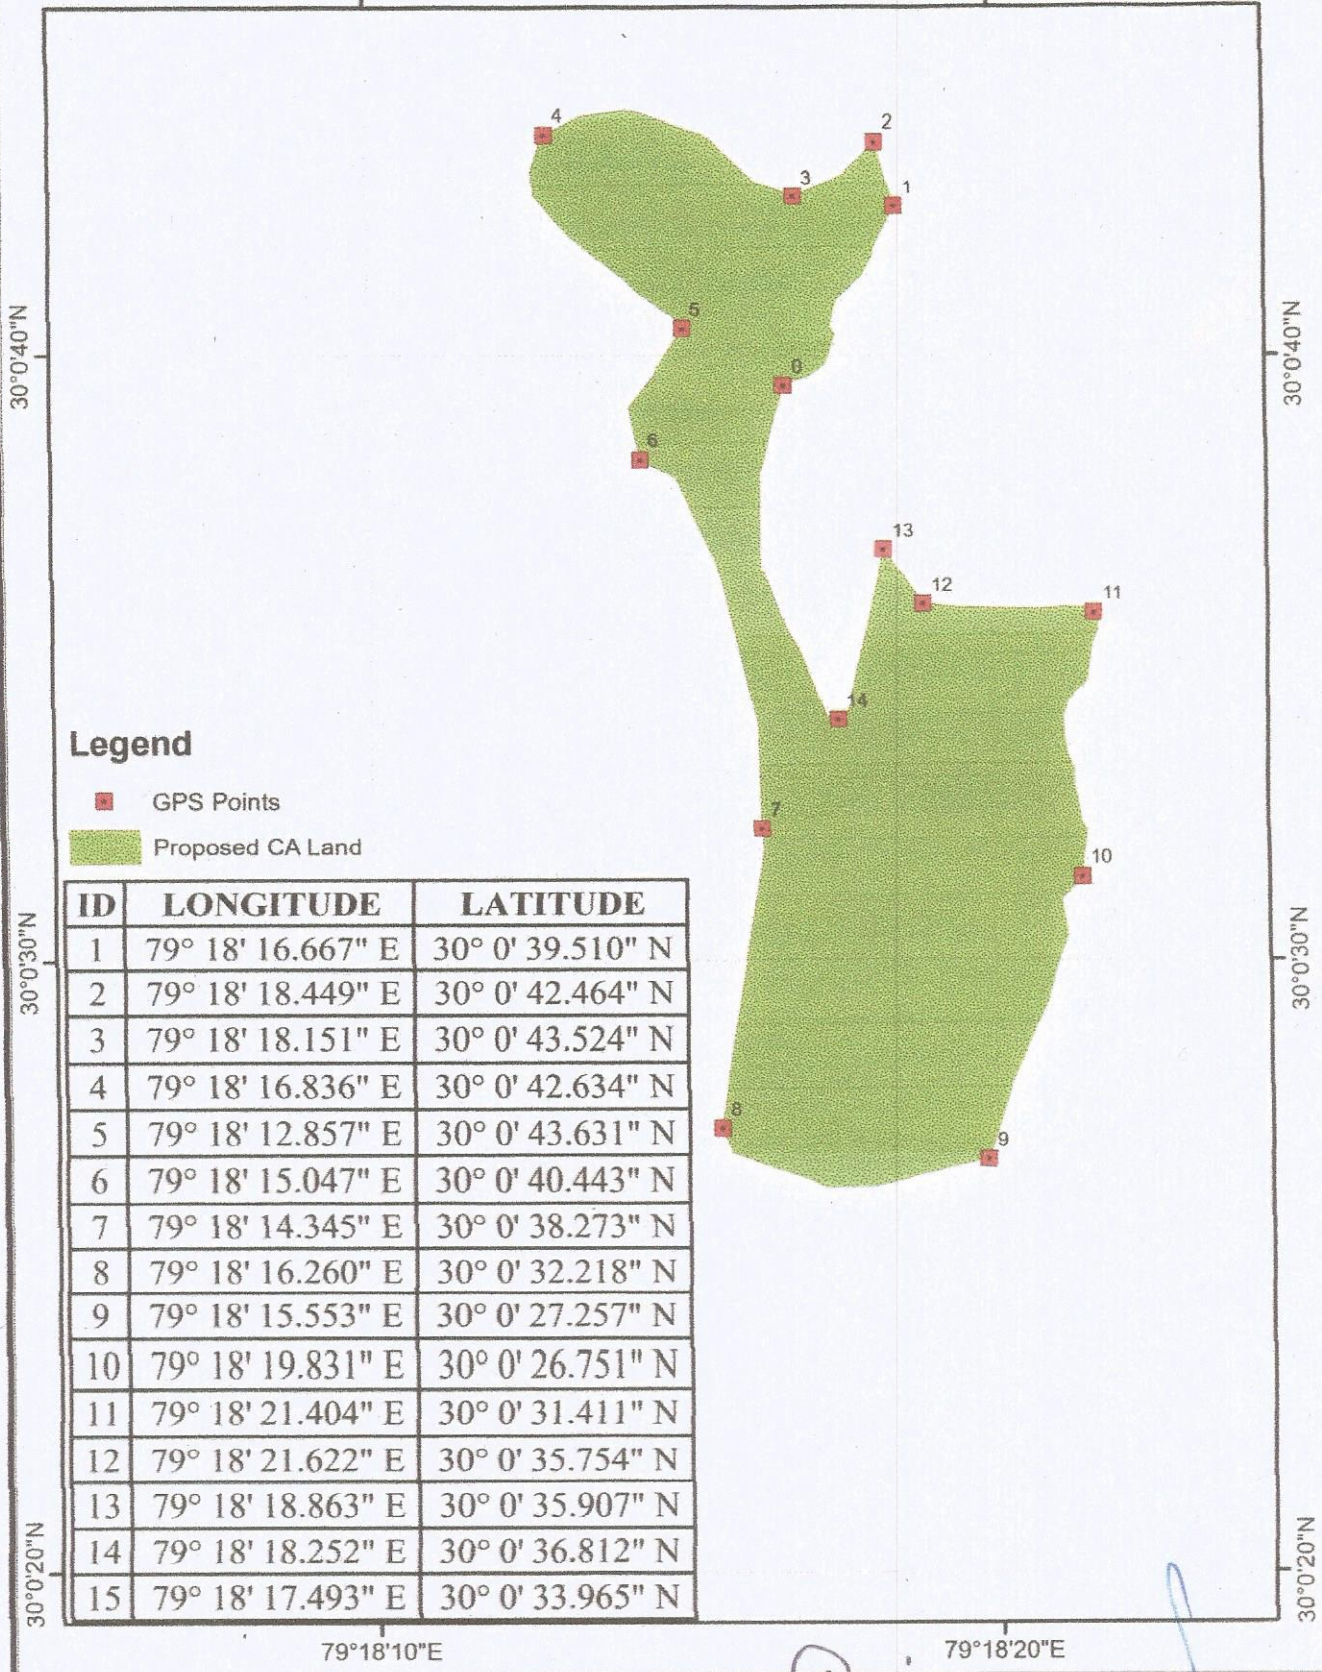 4
2
3
1
30°0'40"N
5
30°0'40"N
0
6
13
12
11
14
Legend
GPS Points
7
Proposed CA Land
10
ID LONGITUDE LATITUDE
1 79° 18' 16.667" E 30° 0' 39.510" N
30°0'30"N
30°0'30"N
2 79° 18' 18.449" E 30° 0' 42.464" N
3 79° 18' 18.151" E 30° 0' 43.524" N
4 79° 18' 16.836" E 30° 0' 42.634" N
5 79° 18' 12.857" E 30° 0' 43.631" N
8
9
6 79° 18' 15.047" E 30° 0' 40.443" N
7 79° 18' 14.345" E 30° 0' 38.273" N
8 79° 18' 16.260" E 30° 0' 32.218" N
9 79° 18' 15.553" E 30° 0' 27.257" N
10 79° 18' 19.831" E 30° 0' 26.751" N
11 79° 18' 21.404" E 30° 0' 31.411" N
12 79° 18' 21.622" E 30° 0' 35.754" N
13 79° 18' 18.863" E 30° 0' 35.907" N
14 79° 18' 18.252" E 30° 0' 36.812" N
15 79° 18' 17.493" E 30° 0' 33.965" N
30°0'20"N
30°0'20"N
79°18'10"E
79°18'20"E